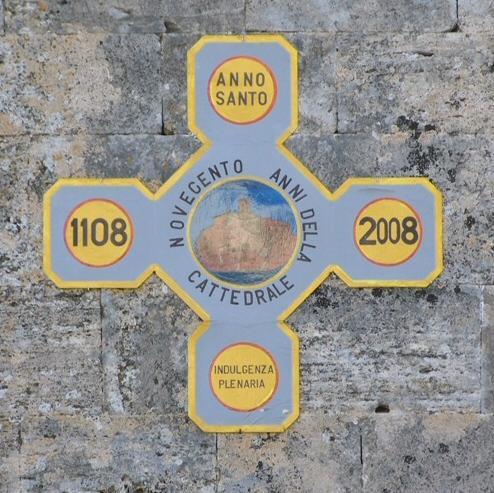 ANNO
SANTO
1108
NOVECENTO ANNI DELLA
CATTEDRALE
2008
INDULGENZA
PLENARIA